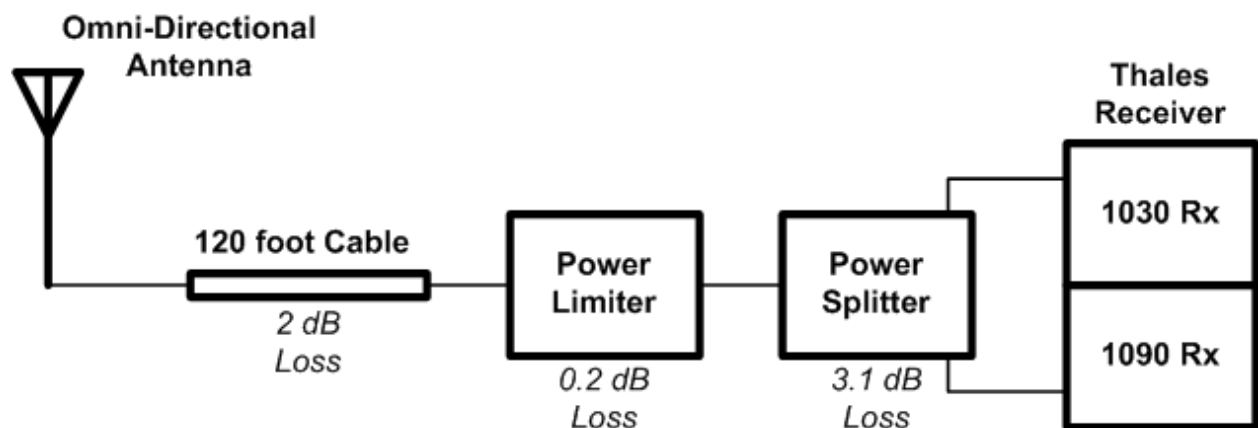 Omni-Directional
Antenna
120 foot Cable
2 dB
Loss
Power
Limiter
0.2 dB
Loss
Power
Splitter
3.1 dB
Loss
Thales
Receiver
1030 Rx
1090 Rx